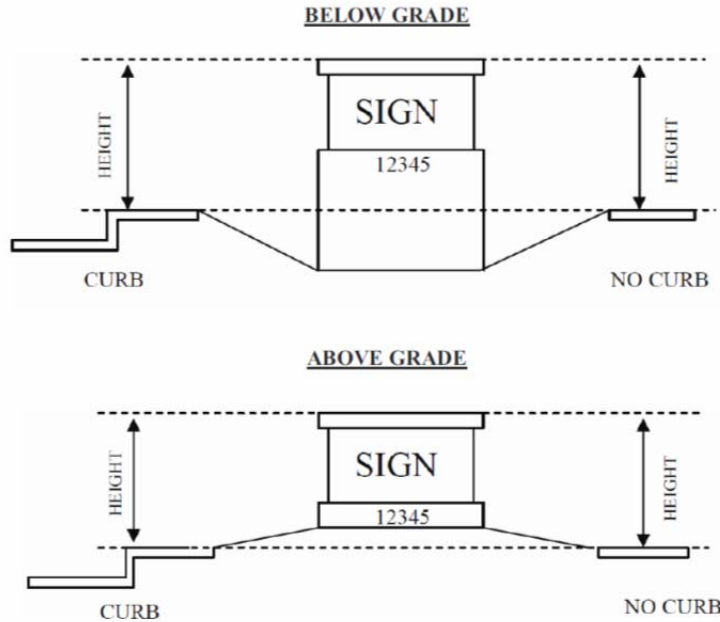 BELOW GRADE
HEIGHT
SIGN
HEIGHT
12345
CURB
NO CURB
ABOVE GRADE
HEIGHT
SIGN
HEIGHT
12345
CURB
NO CURB